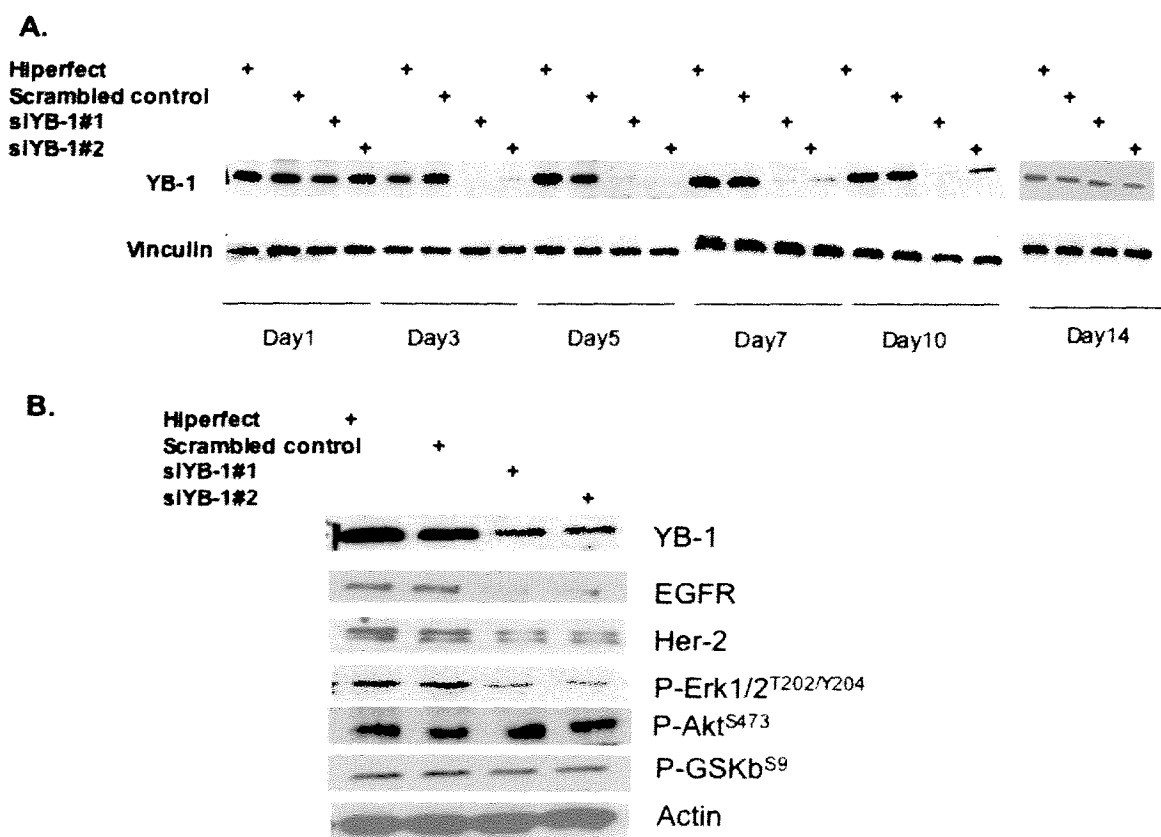 A.
Hiperfect + + + + + +
Scrambled control + + + + + +
siYB-1#1 + + + + + +
siYB-1#2 + + + + + +
YB-1
Vinculin
Day1 Day3 Day5 Day7 Day10 Day14
B.
Hiperfect +
Scrambled control +
siYB-1#1 +
siYB-1#2 +
YB-1
EGFR
Her-2
P-Erk1/2T202/Y204
P-AktS473
P-GSKbS9
Actin